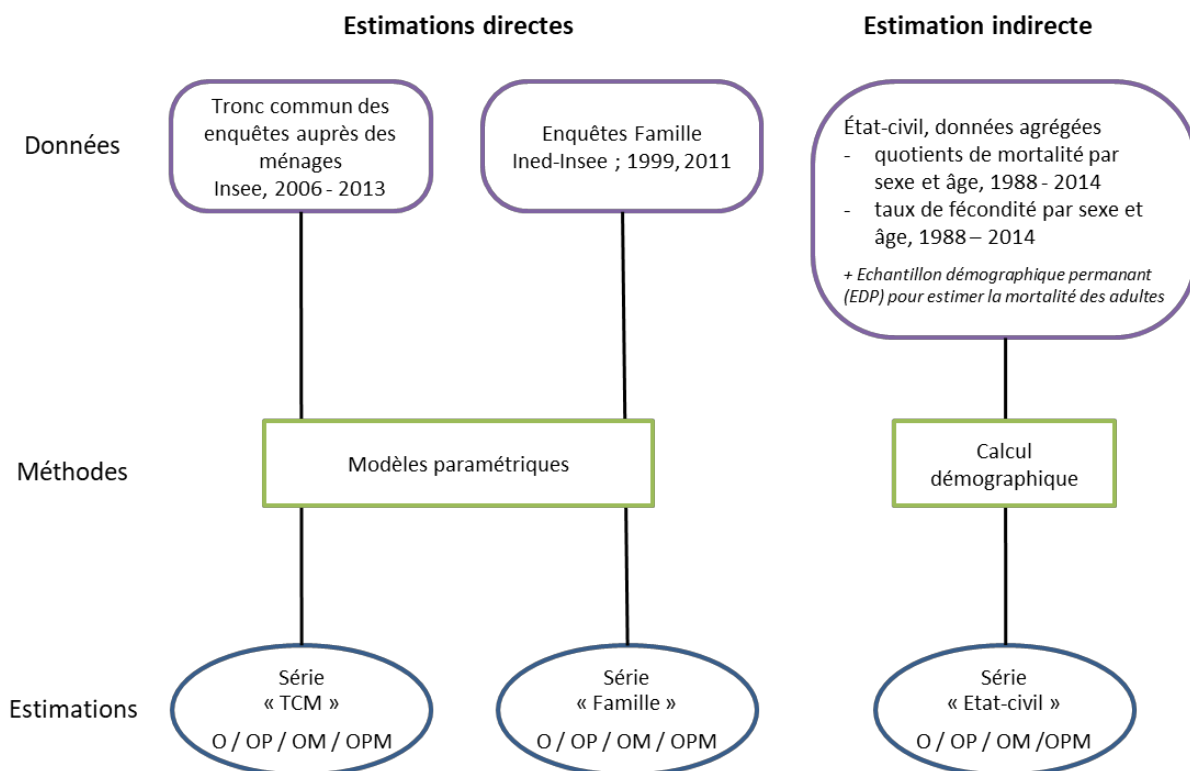 Estimations directes
Estimation indirecte
Données
Tronc commun des
enquêtes auprès des
ménages
Insee, 2006 - 2013
Enquêtes Famille
Ined-Insee ; 1999, 2011
État-civil, données agrégées
- quotients de mortalité par
sexe et âge, 1988 - 2014
- taux de fécondité par sexe et
âge, 1988 – 2014
+ Echantillon démographique permanant
(EDP) pour estimer la mortalité des adultes
Méthodes
Modèles paramétriques
Calcul
démographique
Estimations
Série
« TCM »
O / OP / OM / OPM
Série
« Famille »
O / OP / OM / OPM
Série
« Etat-civil »
O / OP / OM /OPM